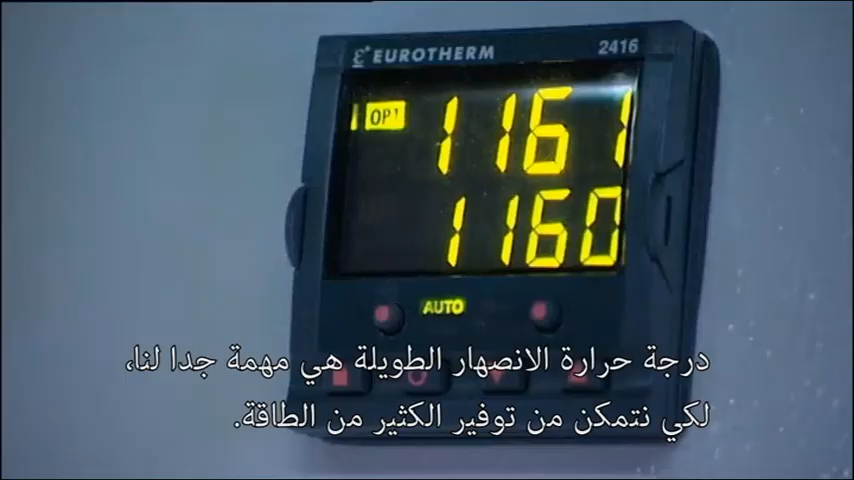 EUROTHERM 2416
OP1 1161
1160
AUTO
درجة حرارة الانصهار الطويلة هي مهمة جدا لنا،
لكي نتمكن من توفير الكثير من الطاقة.